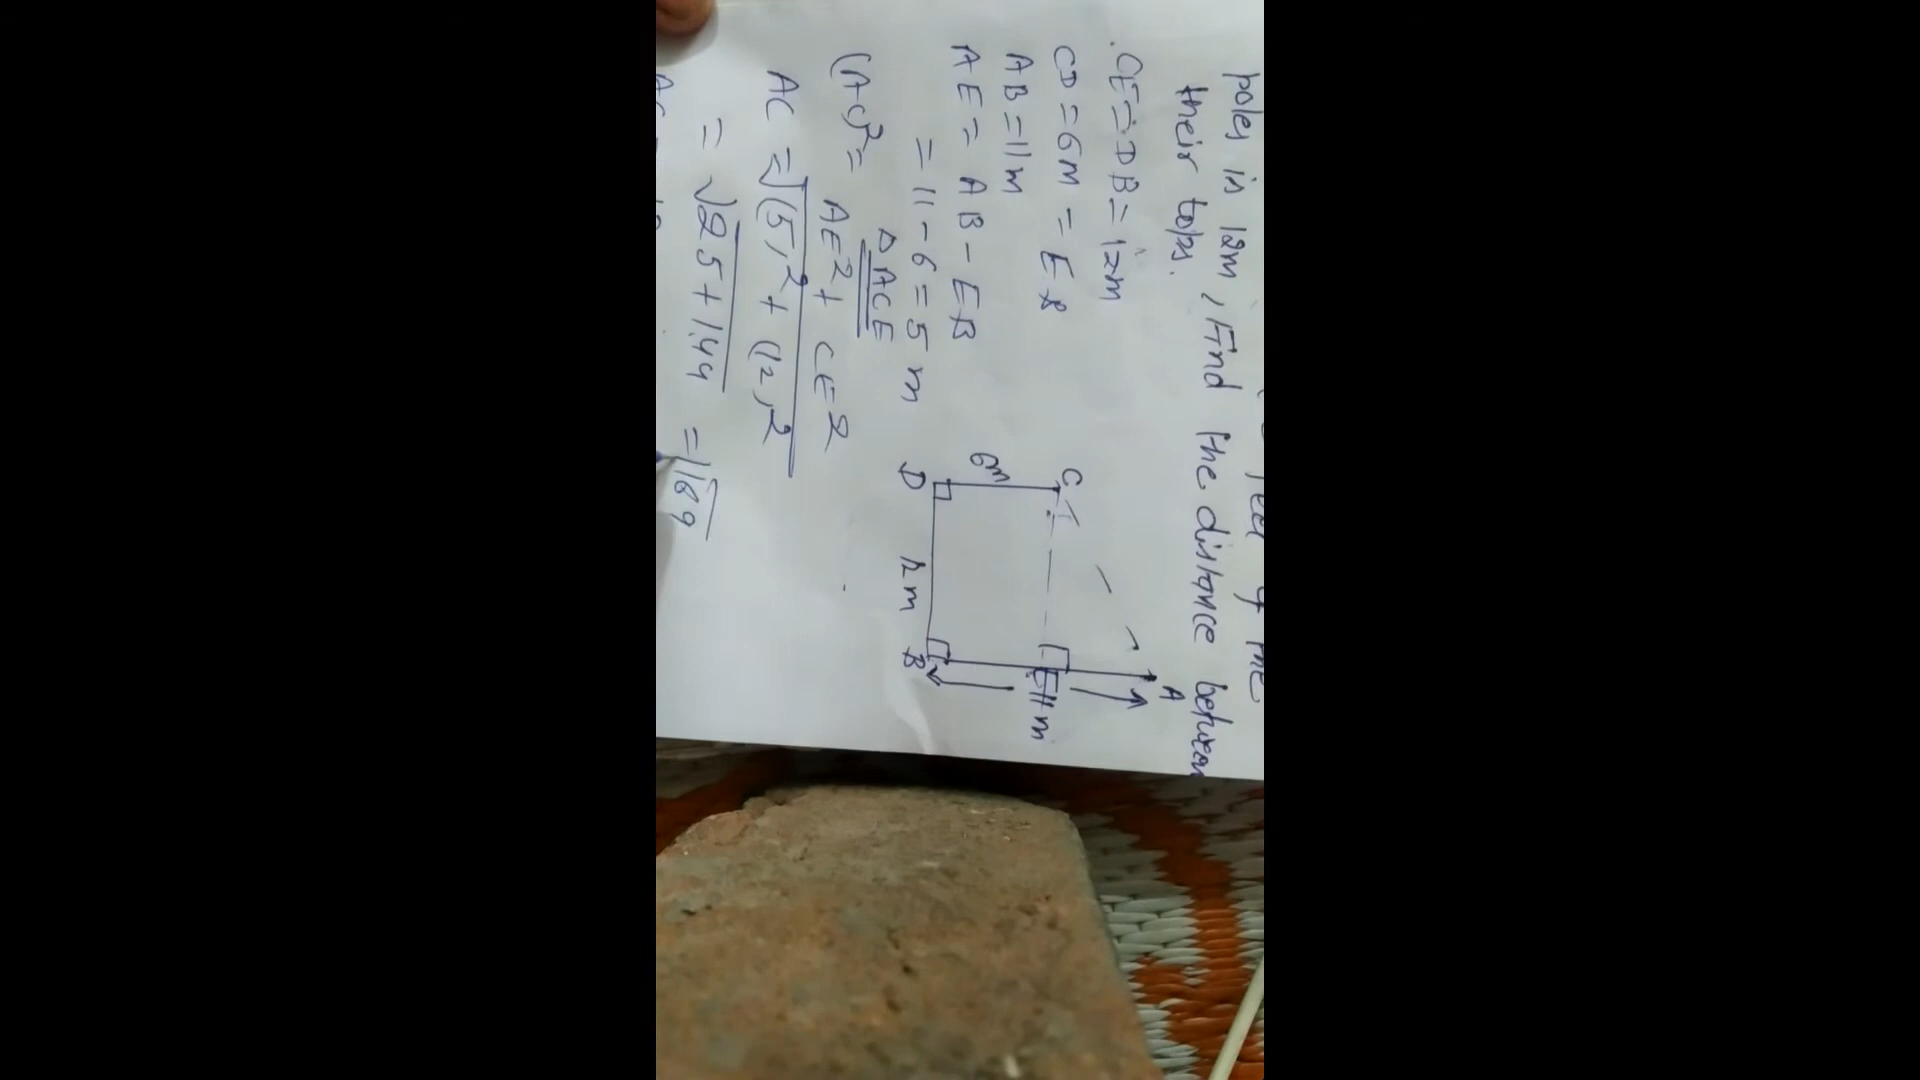 poles in 12m, Find the distance between
their tops.
CE = DB = 12m
CD = 6m = EB
AB = 11m
AE = AB - EB
= 11 - 6 = 5 m
△ ACE
(AC)² = AE² + CE²
AC = √(5)² + (12)²
= √25 + 144 = √169
C
6m
D
12m
B
E
11m
A